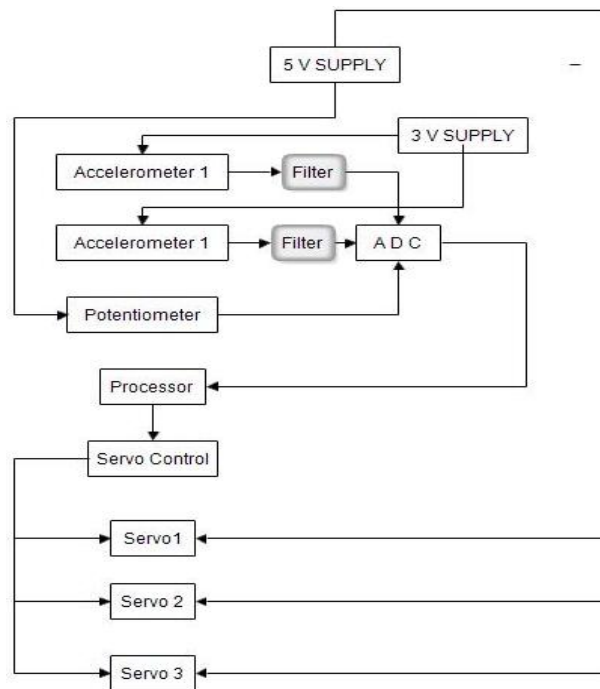 5 V SUPPLY
3 V SUPPLY
Accelerometer 1
Filter
Accelerometer 1
Filter
A D C
Potentiometer
Processor
Servo Control
Servo1
Servo 2
Servo 3